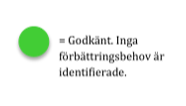 = Godkänt. Inga
förbättringsbehov är
identifierade.